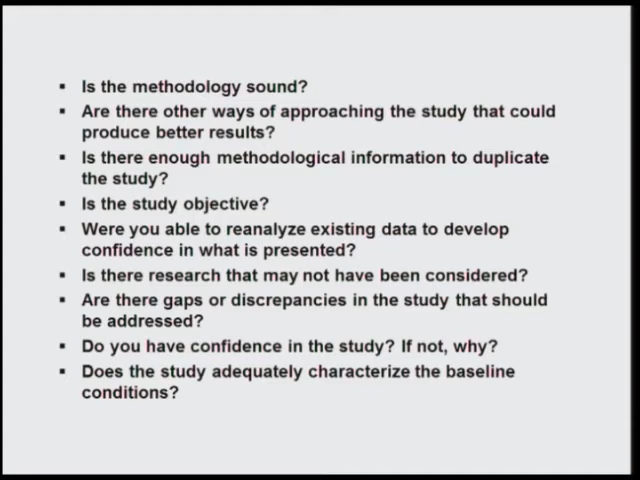 ▪ Is the methodology sound?
▪ Are there other ways of approaching the study that could
produce better results?
▪ Is there enough methodological information to duplicate
the study?
▪ Is the study objective?
▪ Were you able to reanalyze existing data to develop
confidence in what is presented?
▪ Is there research that may not have been considered?
▪ Are there gaps or discrepancies in the study that should
be addressed?
▪ Do you have confidence in the study? If not, why?
▪ Does the study adequately characterize the baseline
conditions?